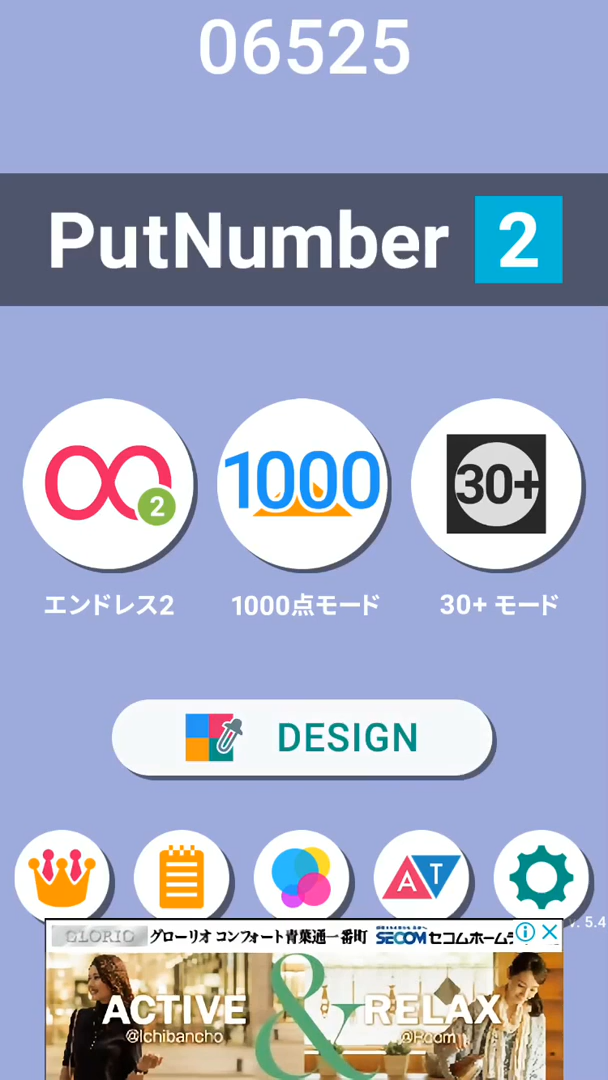 06525
PutNumber 2
2
1000
30+
エンドレス2
1000点モード
30+ モード
DESIGN
A T
v. 5.4
GLORIO グローリオ コンフォート青葉通一番町 SECOM セコムホームラ
ACTIVE & RELAX
@Ichibancho @Room